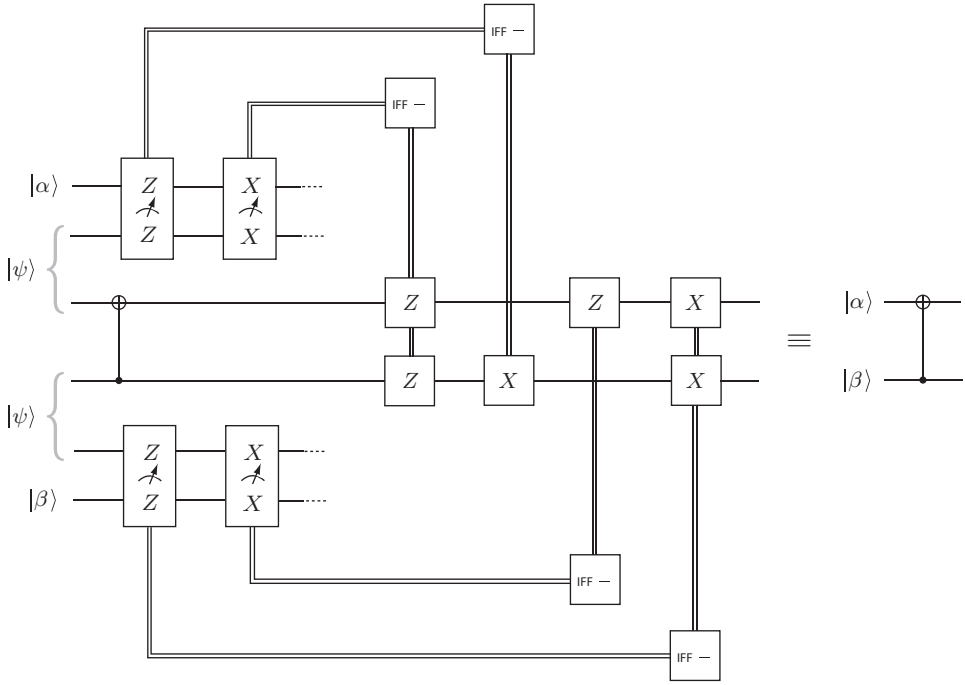 IFF —
IFF —
|α⟩ Z X
Z X
|ψ⟩
Z Z X |α⟩
≡
Z X X |β⟩
|ψ⟩
Z X
|β⟩ Z X
IFF —
IFF —